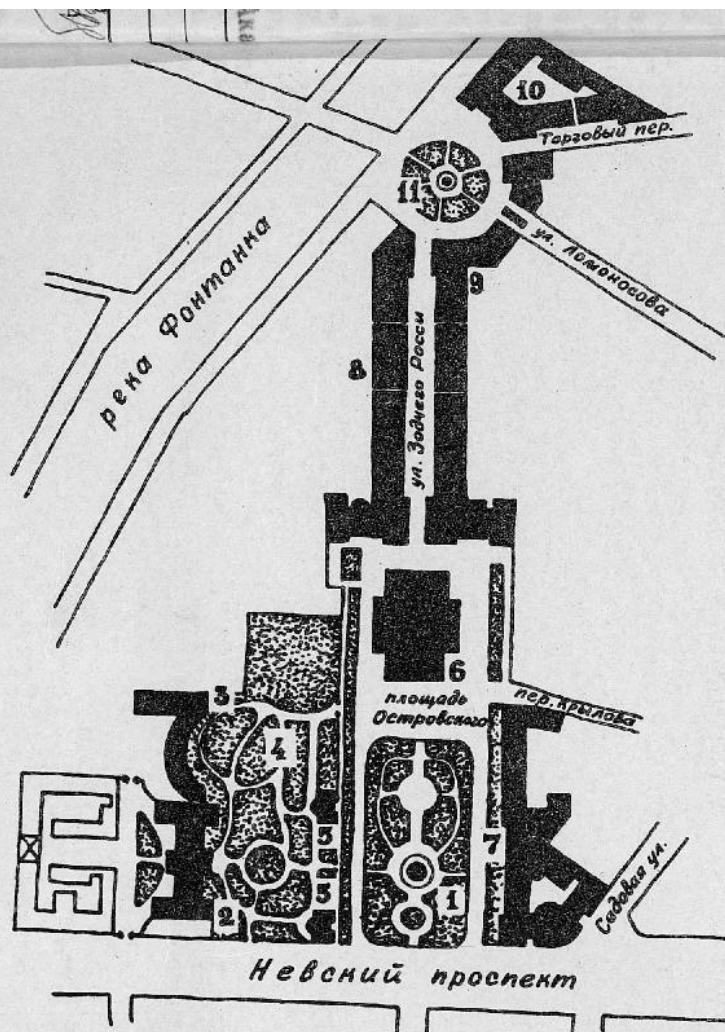 10
Торговый пер.
11
ул. Ломоносова
9
река Фонтанка
8
ул. Зодчего Росси
6
площадь
Островского
пер. Крылова
3
4
5
7
5
2
1
Садовая ул.
Невский проспект